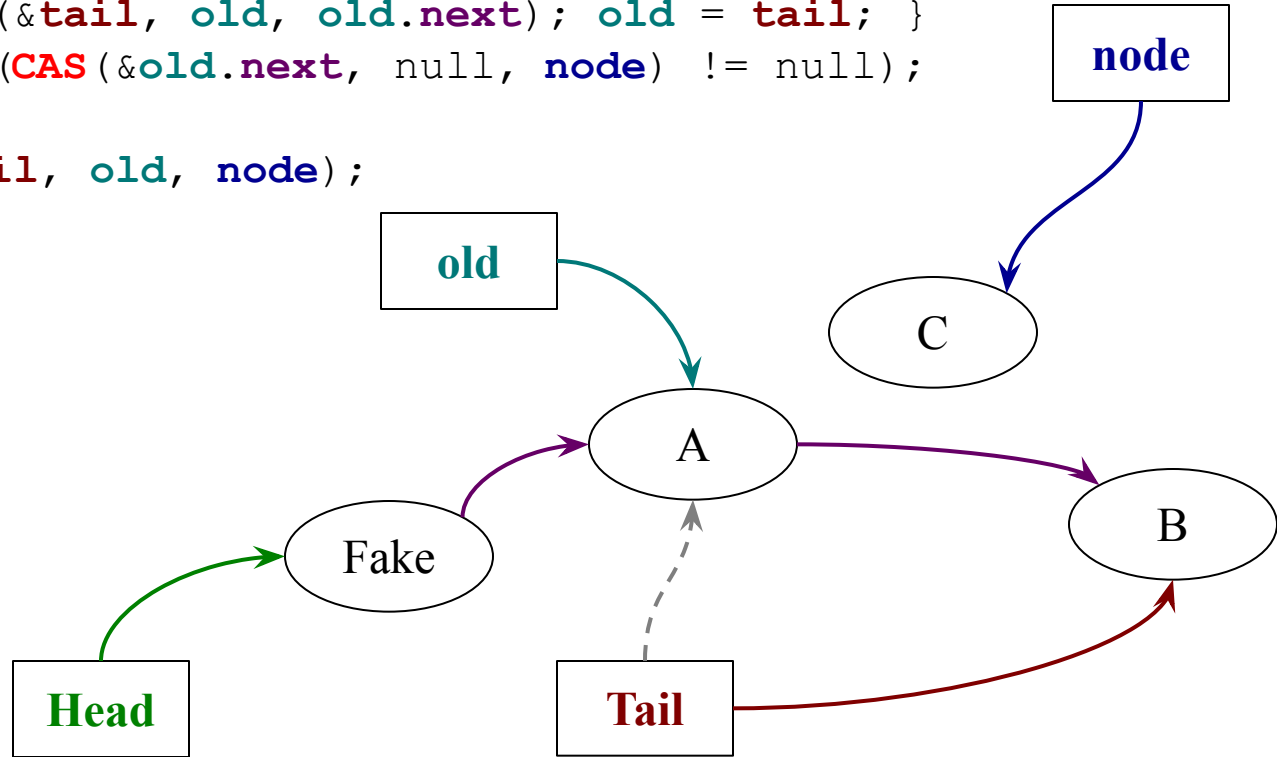 (&tail, old, old.next); old = tail; }
(CAS(&old.next, null, node) != null);
node
il, old, node);
old
C
A
B
Fake
Head
Tail